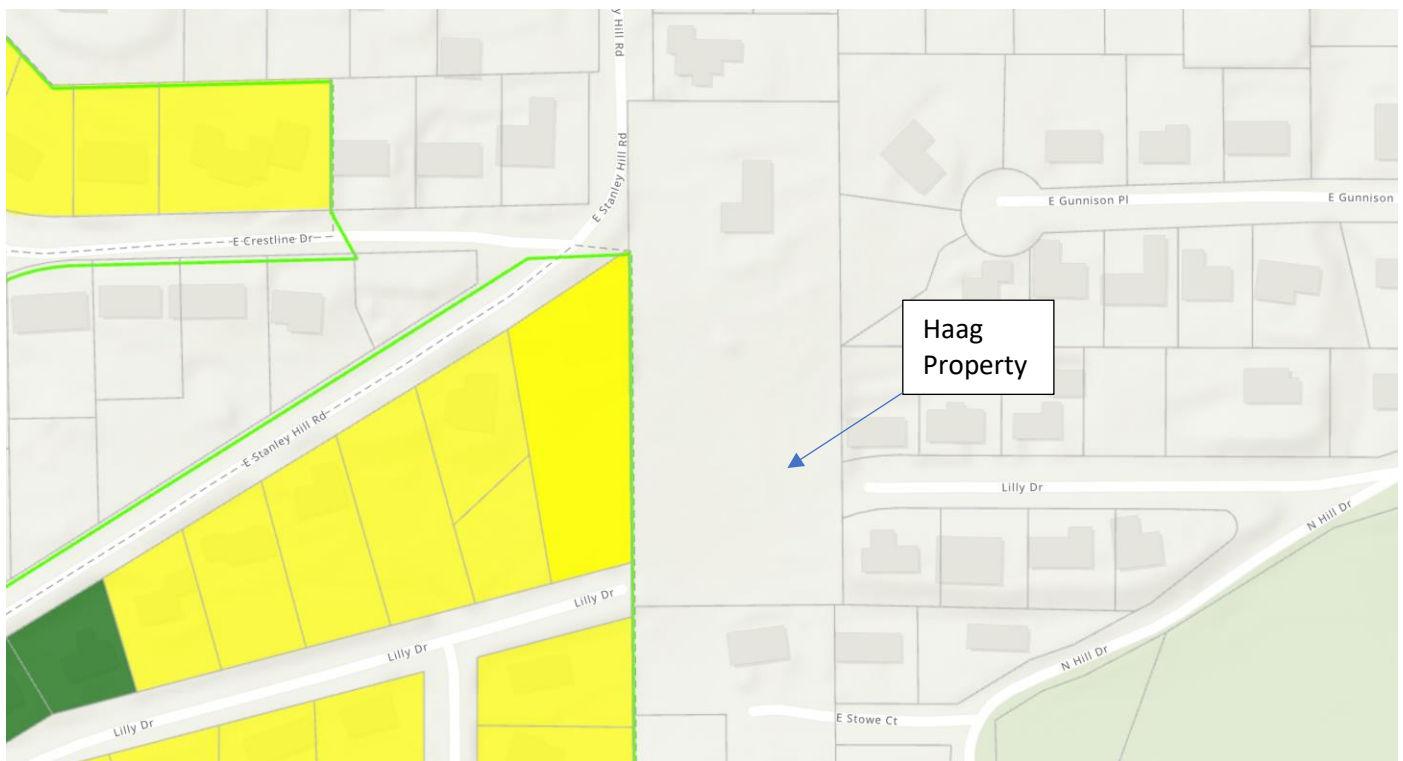 y Hill Rd
E Stanley Hill Rd
E Gunnison Pl
E Gunnison
E Crestline Dr
Haag
Property
E Stanley Hill Rd
Lilly Dr
N Hill Dr
Lilly Dr
Lilly Dr
N Hill Dr
E Stowe Ct
Lilly Dr